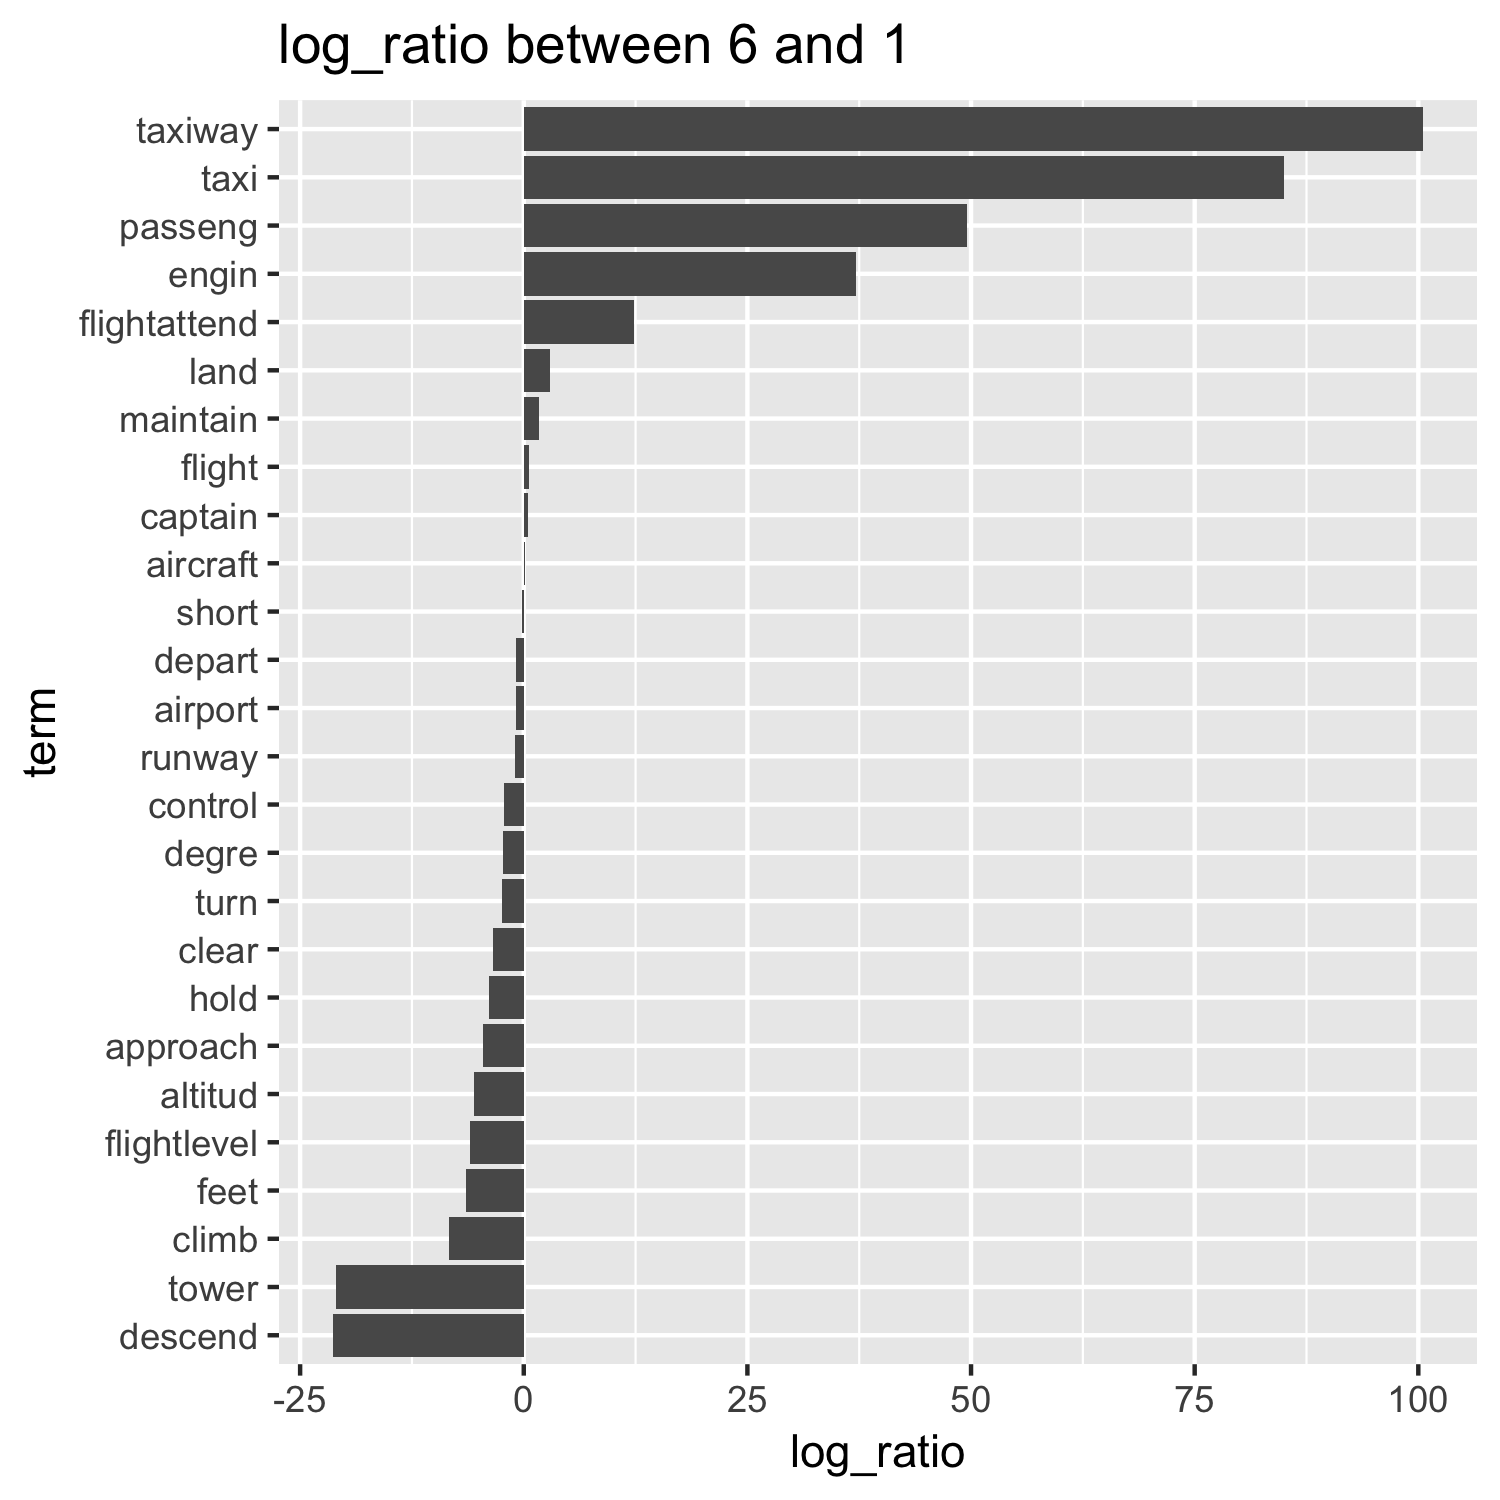 log_ratio between 6 and 1
taxiway
taxi
passeng
engin
flightattend
land
maintain
flight
captain
aircraft
short
depart
airport
runway
control
degre
turn
clear
hold
approach
altitud
flightlevel
feet
climb
tower
descend
term
-25 0 25 50 75 100
log_ratio